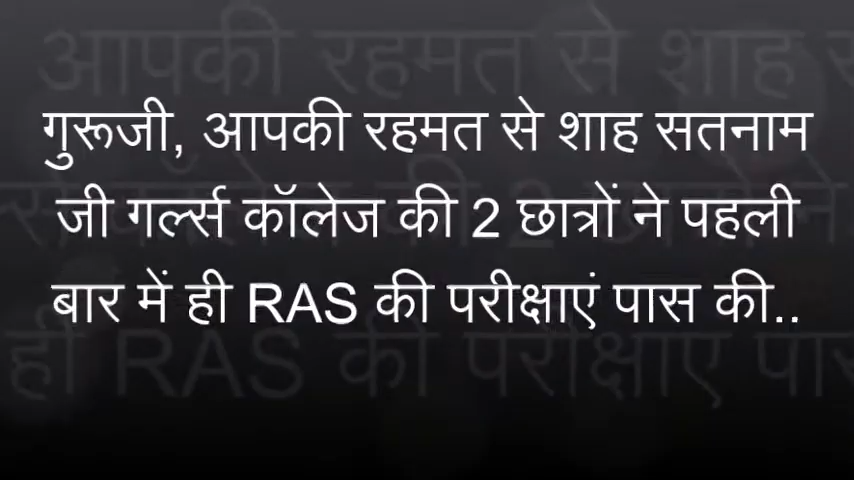 गुरूजी, आपकी रहमत से शाह सतनाम
जी गर्ल्स कॉलेज की 2 छात्रों ने पहली
बार में ही RAS की परीक्षाएं पास की..